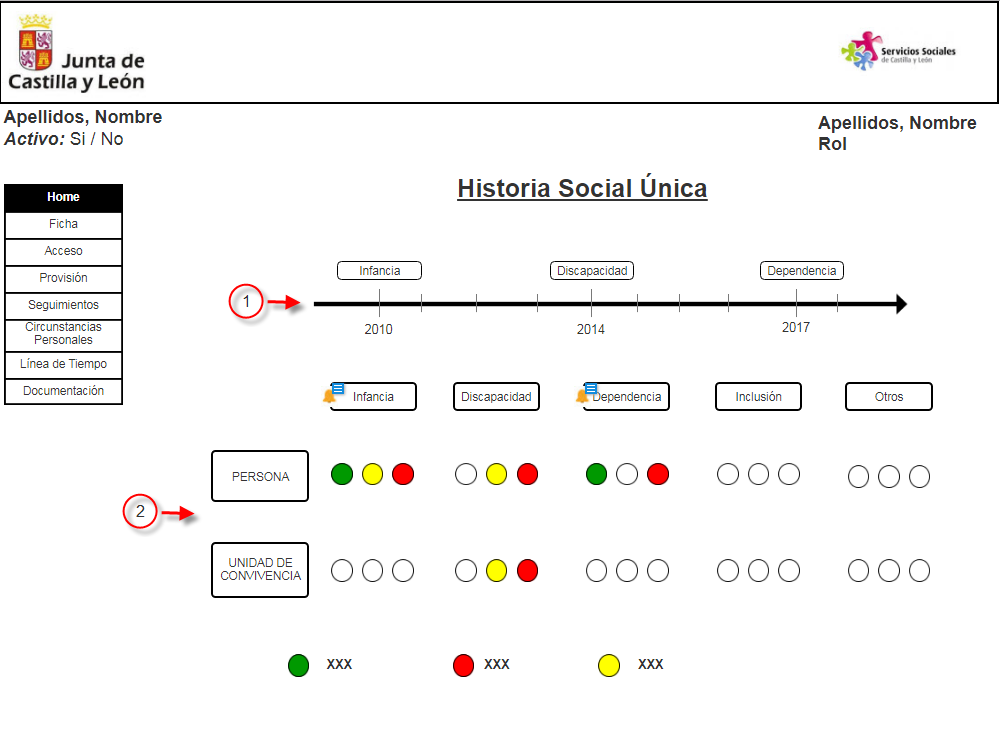 Junta de
Castilla y León
Servicios Sociales
de Castilla y León
Apellidos, Nombre
Activo: Si / No
Apellidos, Nombre
Rol
Home
Ficha
Acceso
Provisión
Seguimientos
Circunstancias
Personales
Línea de Tiempo
Documentación
Historia Social Única
Infancia Discapacidad Dependencia
1
2010 2014 2017
Infancia Discapacidad Dependencia Inclusión Otros
PERSONA
2
UNIDAD DE
CONVIVENCIA
XXX XXX XXX